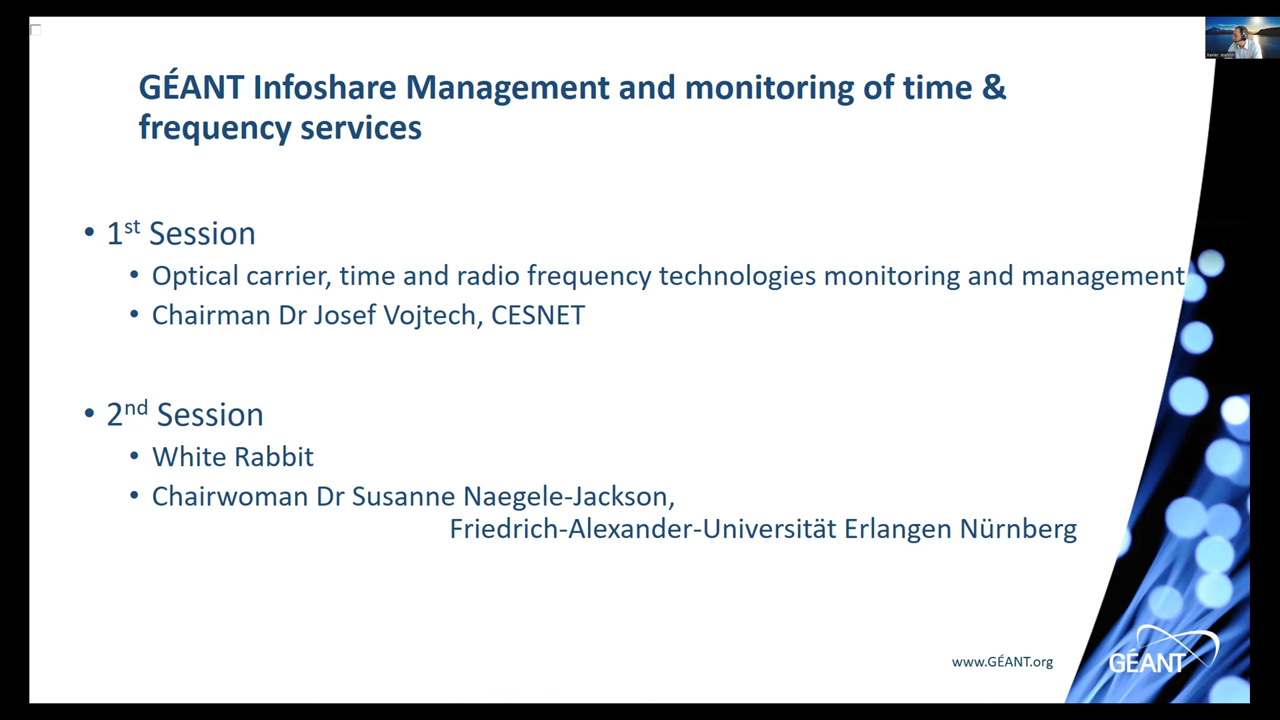 GÉANT Infoshare Management and monitoring of time &
frequency services
• 1st Session
• Optical carrier, time and radio frequency technologies monitoring and management
• Chairman Dr Josef Vojtech, CESNET
• 2nd Session
• White Rabbit
• Chairwoman Dr Susanne Naegele-Jackson,
Friedrich-Alexander-Universität Erlangen Nürnberg
www.GÉANT.org
GÉANT